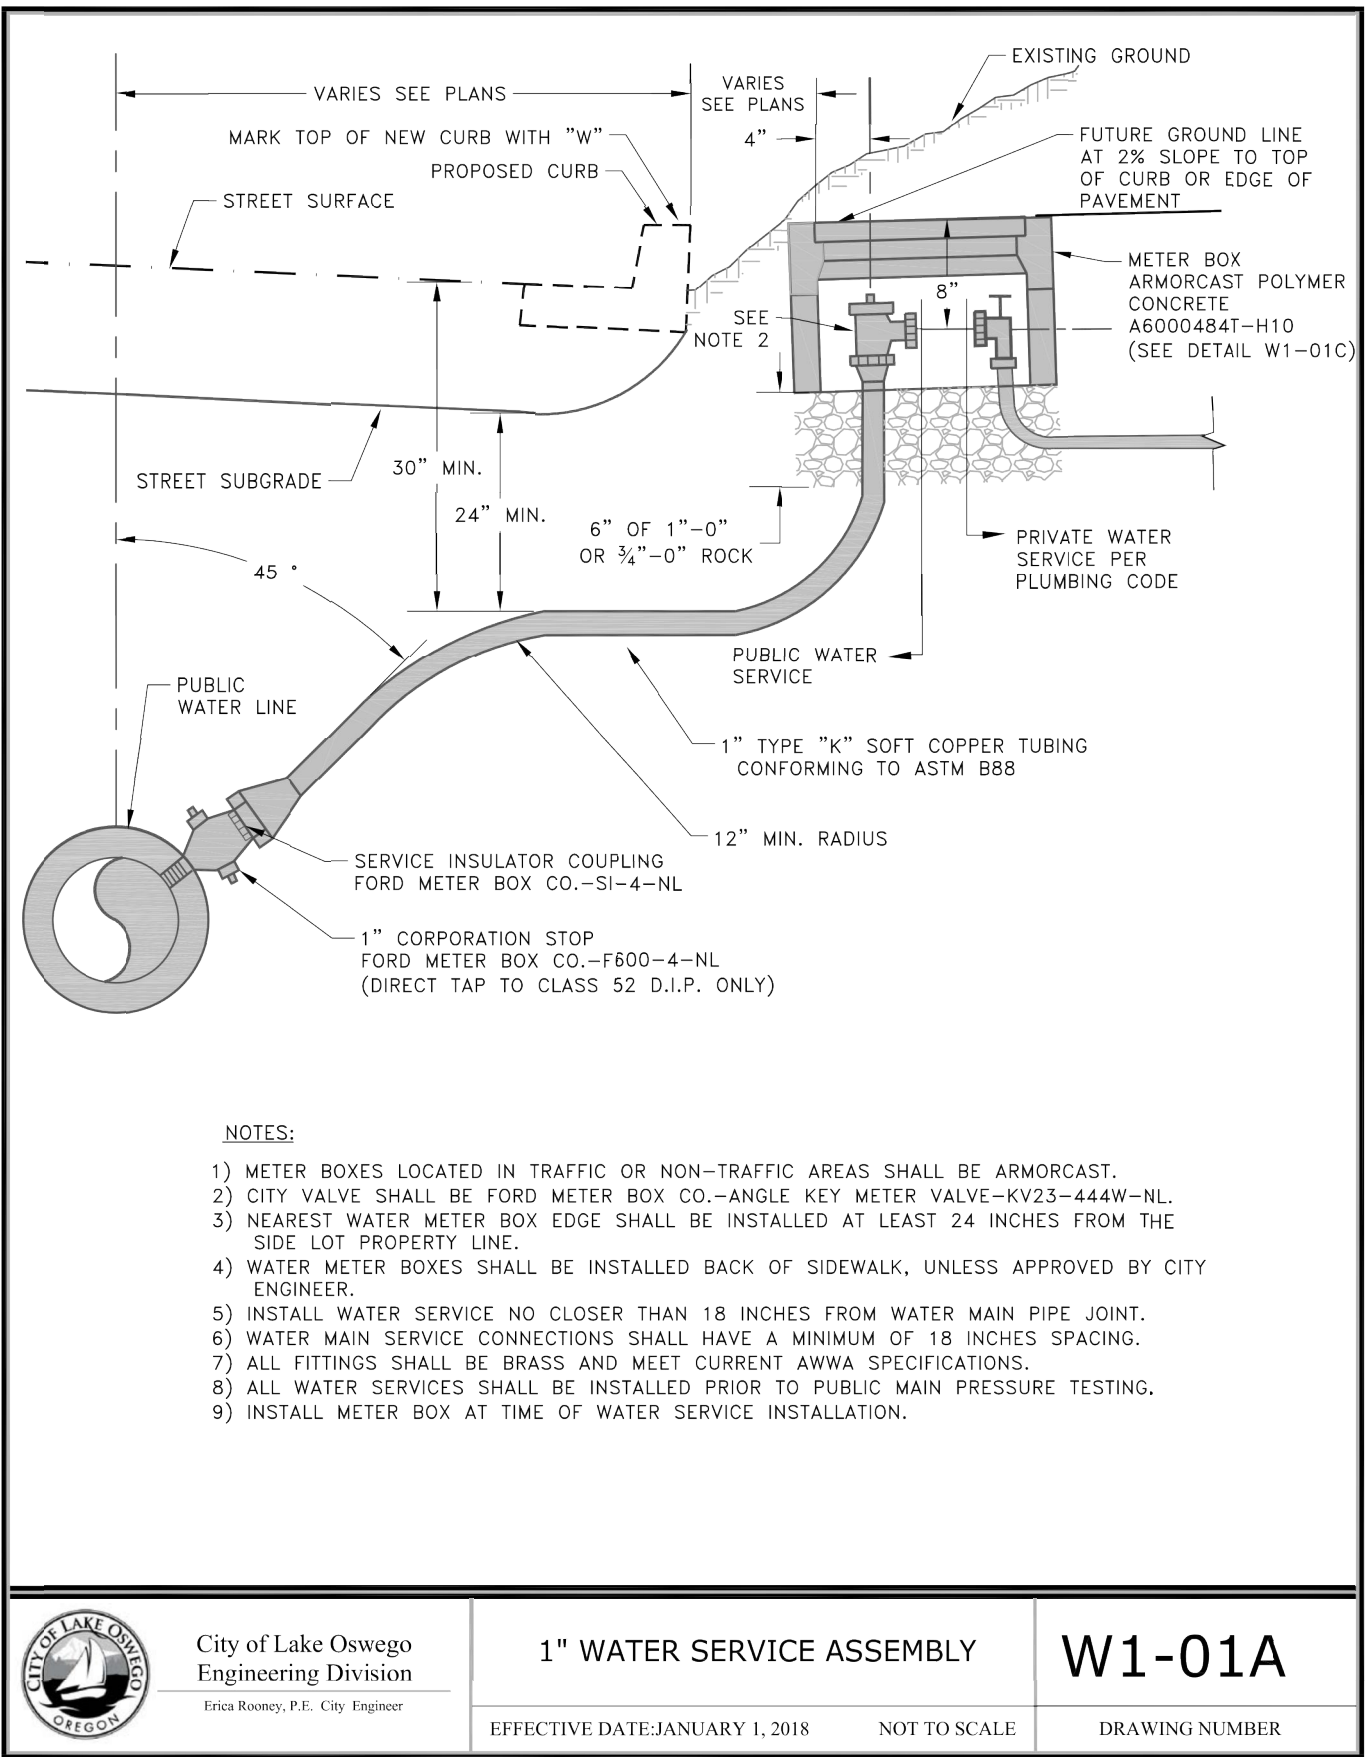 EXISTING GROUND
VARIES SEE PLANS
VARIES
SEE PLANS
4"
MARK TOP OF NEW CURB WITH "W"
PROPOSED CURB
FUTURE GROUND LINE
AT 2% SLOPE TO TOP
OF CURB OR EDGE OF
PAVEMENT
STREET SURFACE
METER BOX
ARMORCAST POLYMER
CONCRETE
A6000484T-H10
(SEE DETAIL W1-01C)
8"
SEE
NOTE 2
30" MIN.
STREET SUBGRADE
24" MIN.
6" OF 1"-0"
OR ¾"-0" ROCK
PRIVATE WATER
SERVICE PER
PLUMBING CODE
45 °
PUBLIC WATER
SERVICE
PUBLIC
WATER LINE
1" TYPE "K" SOFT COPPER TUBING
CONFORMING TO ASTM B88
12" MIN. RADIUS
SERVICE INSULATOR COUPLING
FORD METER BOX CO.-SI-4-NL
1" CORPORATION STOP
FORD METER BOX CO.-F600-4-NL
(DIRECT TAP TO CLASS 52 D.I.P. ONLY)
NOTES:
1) METER BOXES LOCATED IN TRAFFIC OR NON-TRAFFIC AREAS SHALL BE ARMORCAST.
2) CITY VALVE SHALL BE FORD METER BOX CO.-ANGLE KEY METER VALVE-KV23-444W-NL.
3) NEAREST WATER METER BOX EDGE SHALL BE INSTALLED AT LEAST 24 INCHES FROM THE
SIDE LOT PROPERTY LINE.
4) WATER METER BOXES SHALL BE INSTALLED BACK OF SIDEWALK, UNLESS APPROVED BY CITY
ENGINEER.
5) INSTALL WATER SERVICE NO CLOSER THAN 18 INCHES FROM WATER MAIN PIPE JOINT.
6) WATER MAIN SERVICE CONNECTIONS SHALL HAVE A MINIMUM OF 18 INCHES SPACING.
7) ALL FITTINGS SHALL BE BRASS AND MEET CURRENT AWWA SPECIFICATIONS.
8) ALL WATER SERVICES SHALL BE INSTALLED PRIOR TO PUBLIC MAIN PRESSURE TESTING.
9) INSTALL METER BOX AT TIME OF WATER SERVICE INSTALLATION.
CITY OF LAKE OSWEGO
OREGON
City of Lake Oswego
Engineering Division
Erica Rooney, P.E. City Engineer
1" WATER SERVICE ASSEMBLY
EFFECTIVE DATE:JANUARY 1, 2018
NOT TO SCALE
W1-01A
DRAWING NUMBER